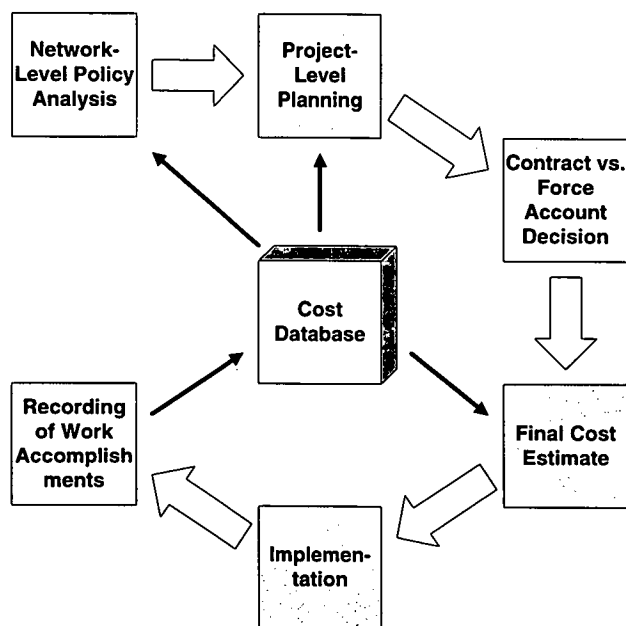 Network-
Level Policy
Analysis
Project-
Level
Planning
Contract vs.
Force
Account
Decision
Cost
Database
Recording
of Work
Accomplish
ments
Final Cost
Estimate
Implemen-
tation